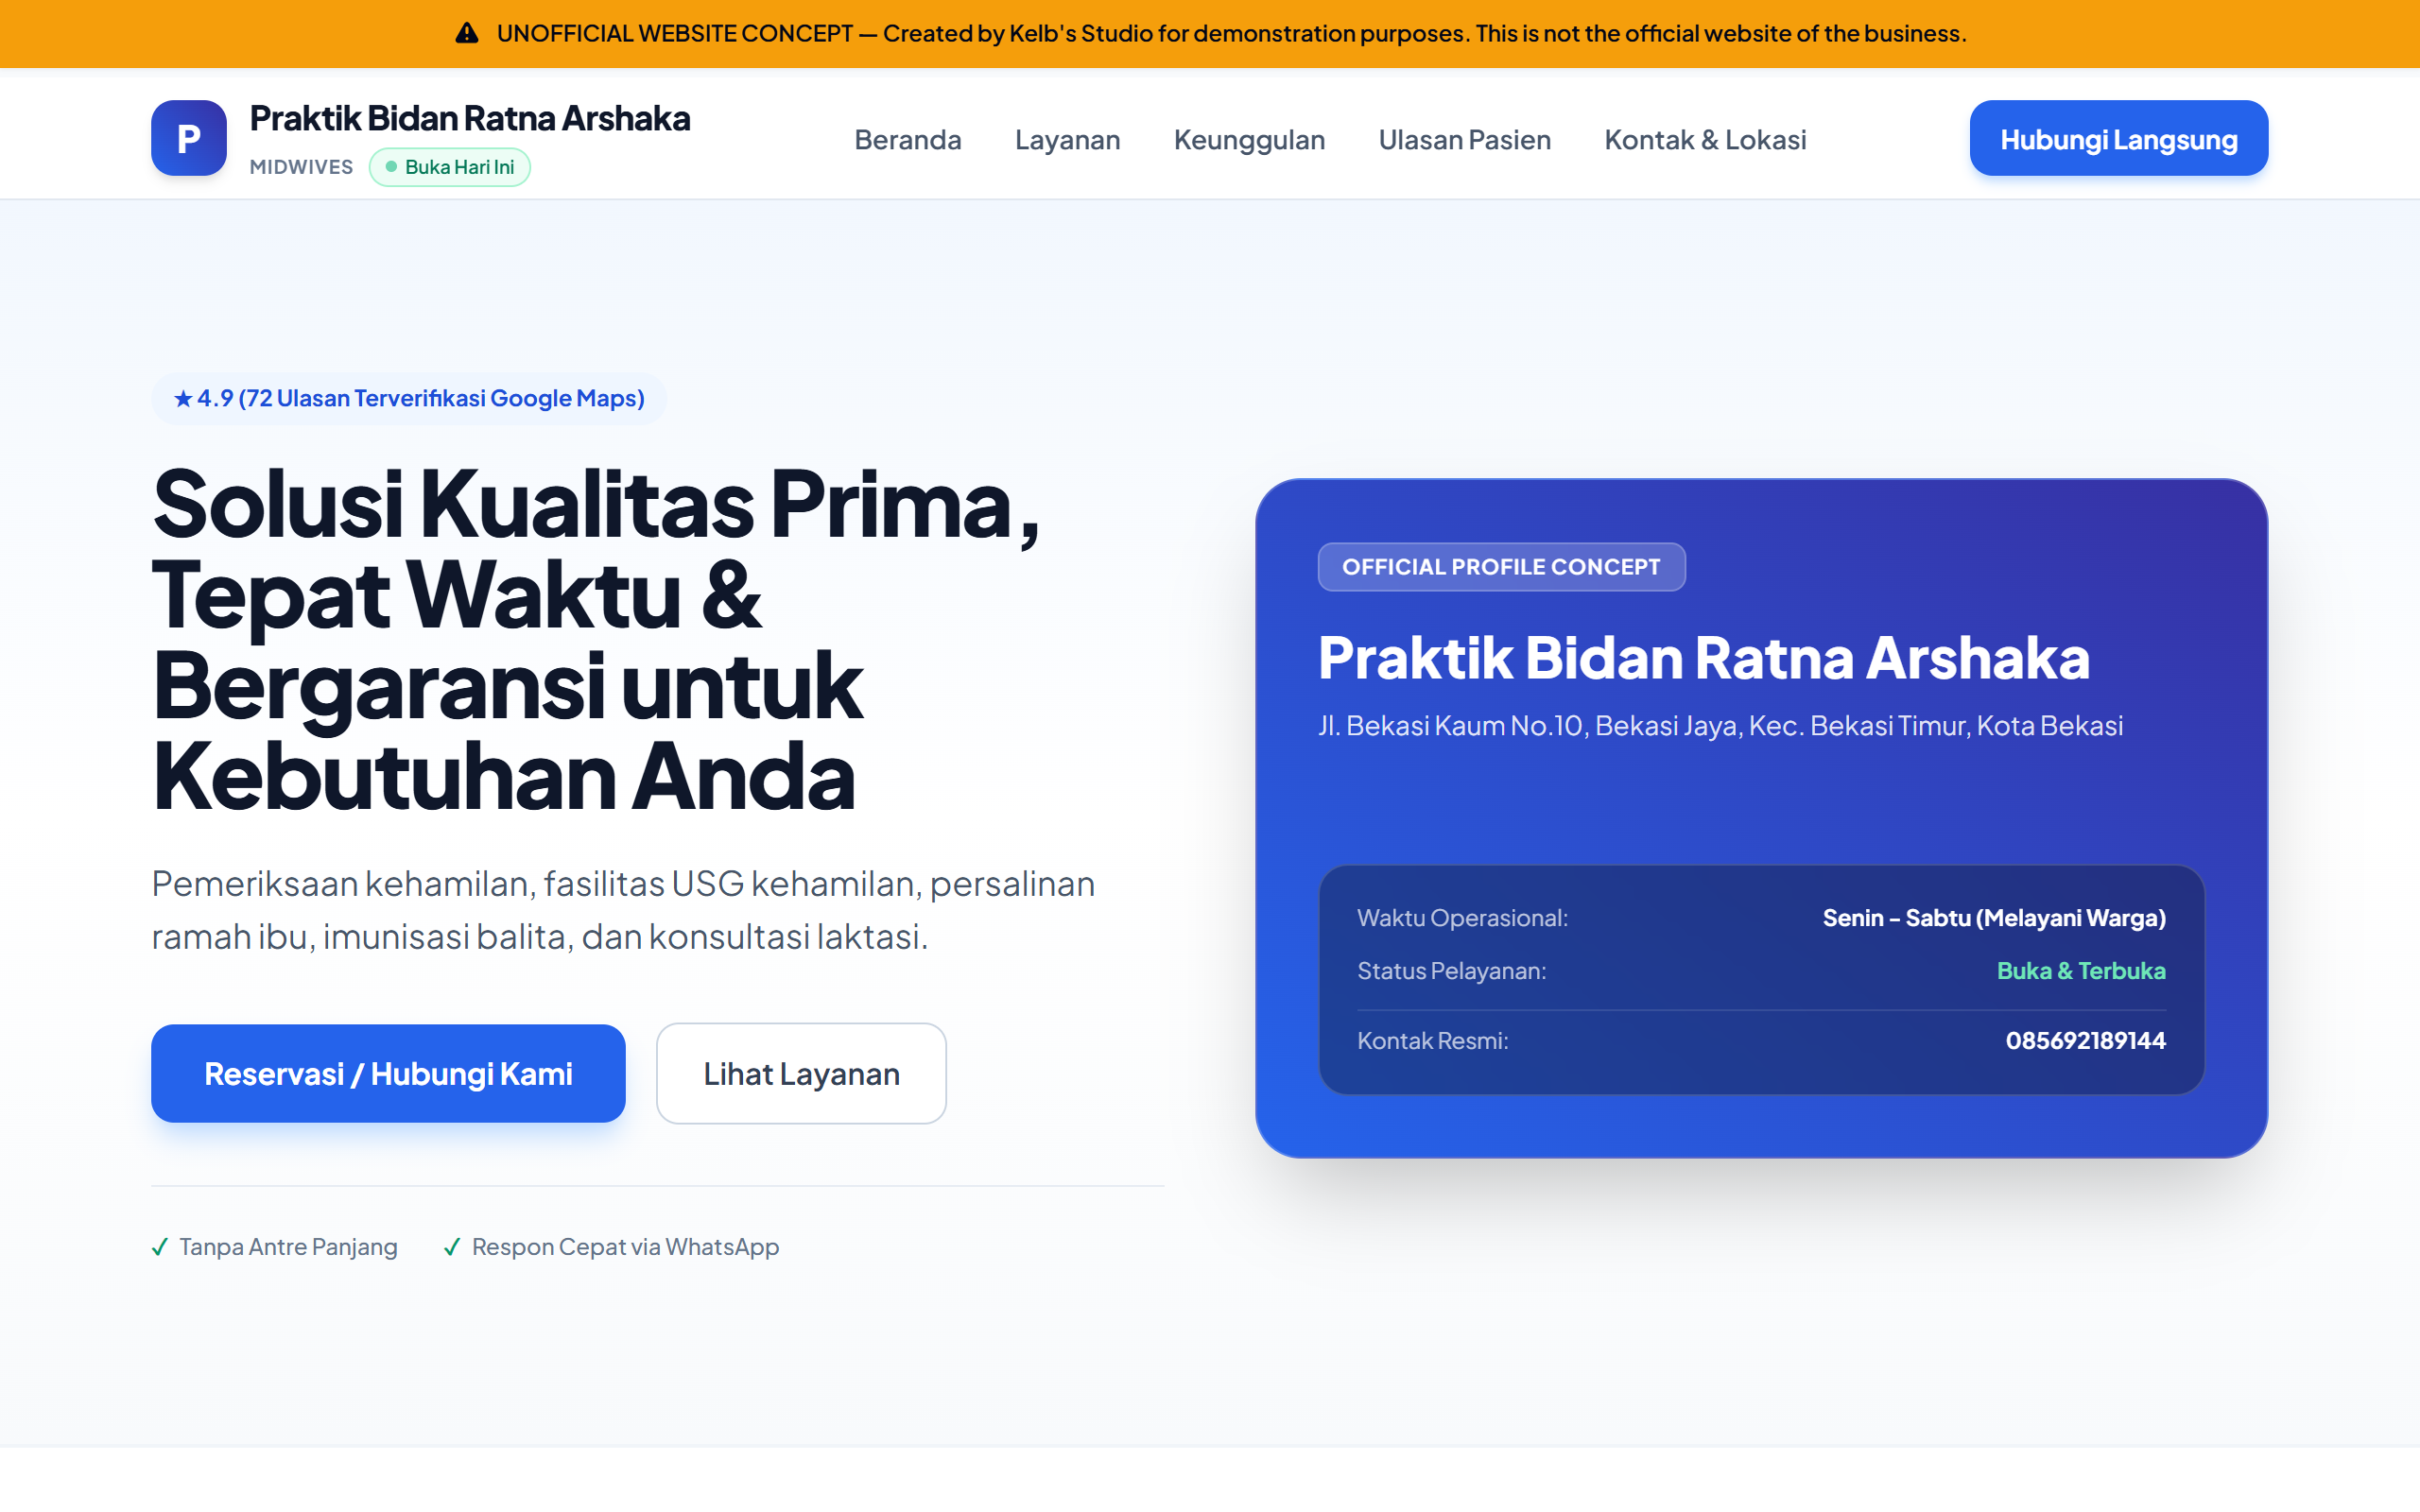 UNOFFICIAL WEBSITE CONCEPT — Created by Kelb's Studio for demonstration purposes. This is not the official website of the business.
P
Praktik Bidan Ratna Arshaka
MIDWIVES
Buka Hari Ini
Beranda
Layanan
Keunggulan
Ulasan Pasien
Kontak & Lokasi
Hubungi Langsung
★ 4.9 (72 Ulasan Terverifikasi Google Maps)
Solusi Kualitas Prima,
Tepat Waktu &
Bergaransi untuk
Kebutuhan Anda
Pemeriksaan kehamilan, fasilitas USG kehamilan, persalinan
ramah ibu, imunisasi balita, dan konsultasi laktasi.
Reservasi / Hubungi Kami
Lihat Layanan
✓ Tanpa Antre Panjang
✓ Respon Cepat via WhatsApp
OFFICIAL PROFILE CONCEPT
Praktik Bidan Ratna Arshaka
Jl. Bekasi Kaum No.10, Bekasi Jaya, Kec. Bekasi Timur, Kota Bekasi
Waktu Operasional: Senin – Sabtu (Melayani Warga)
Status Pelayanan: Buka & Terbuka
Kontak Resmi: 085692189144